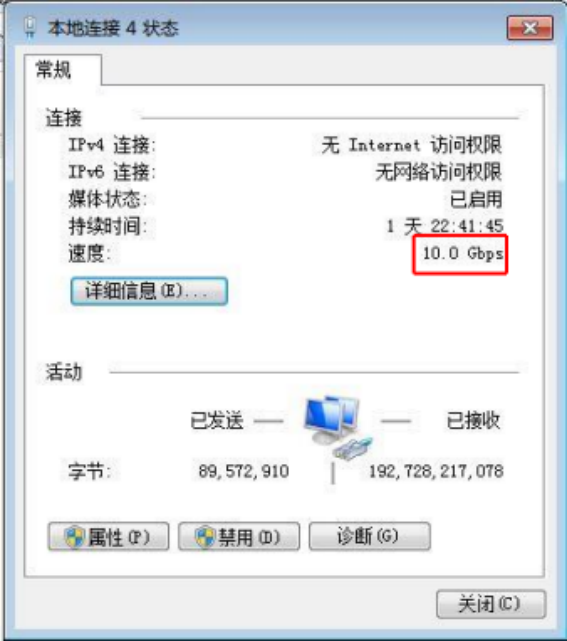 本地连接 4 状态
常规
连接
IPv4 连接: 无 Internet 访问权限
IPv6 连接: 无网络访问权限
媒体状态: 已启用
持续时间: 1 天 22:41:45
速度: 10.0 Gbps
详细信息(E)...
活动
已发送 — — 已接收
字节: 89,572,910 | 192,728,217,078
属性(P) 禁用(D) 诊断(G)
关闭(C)